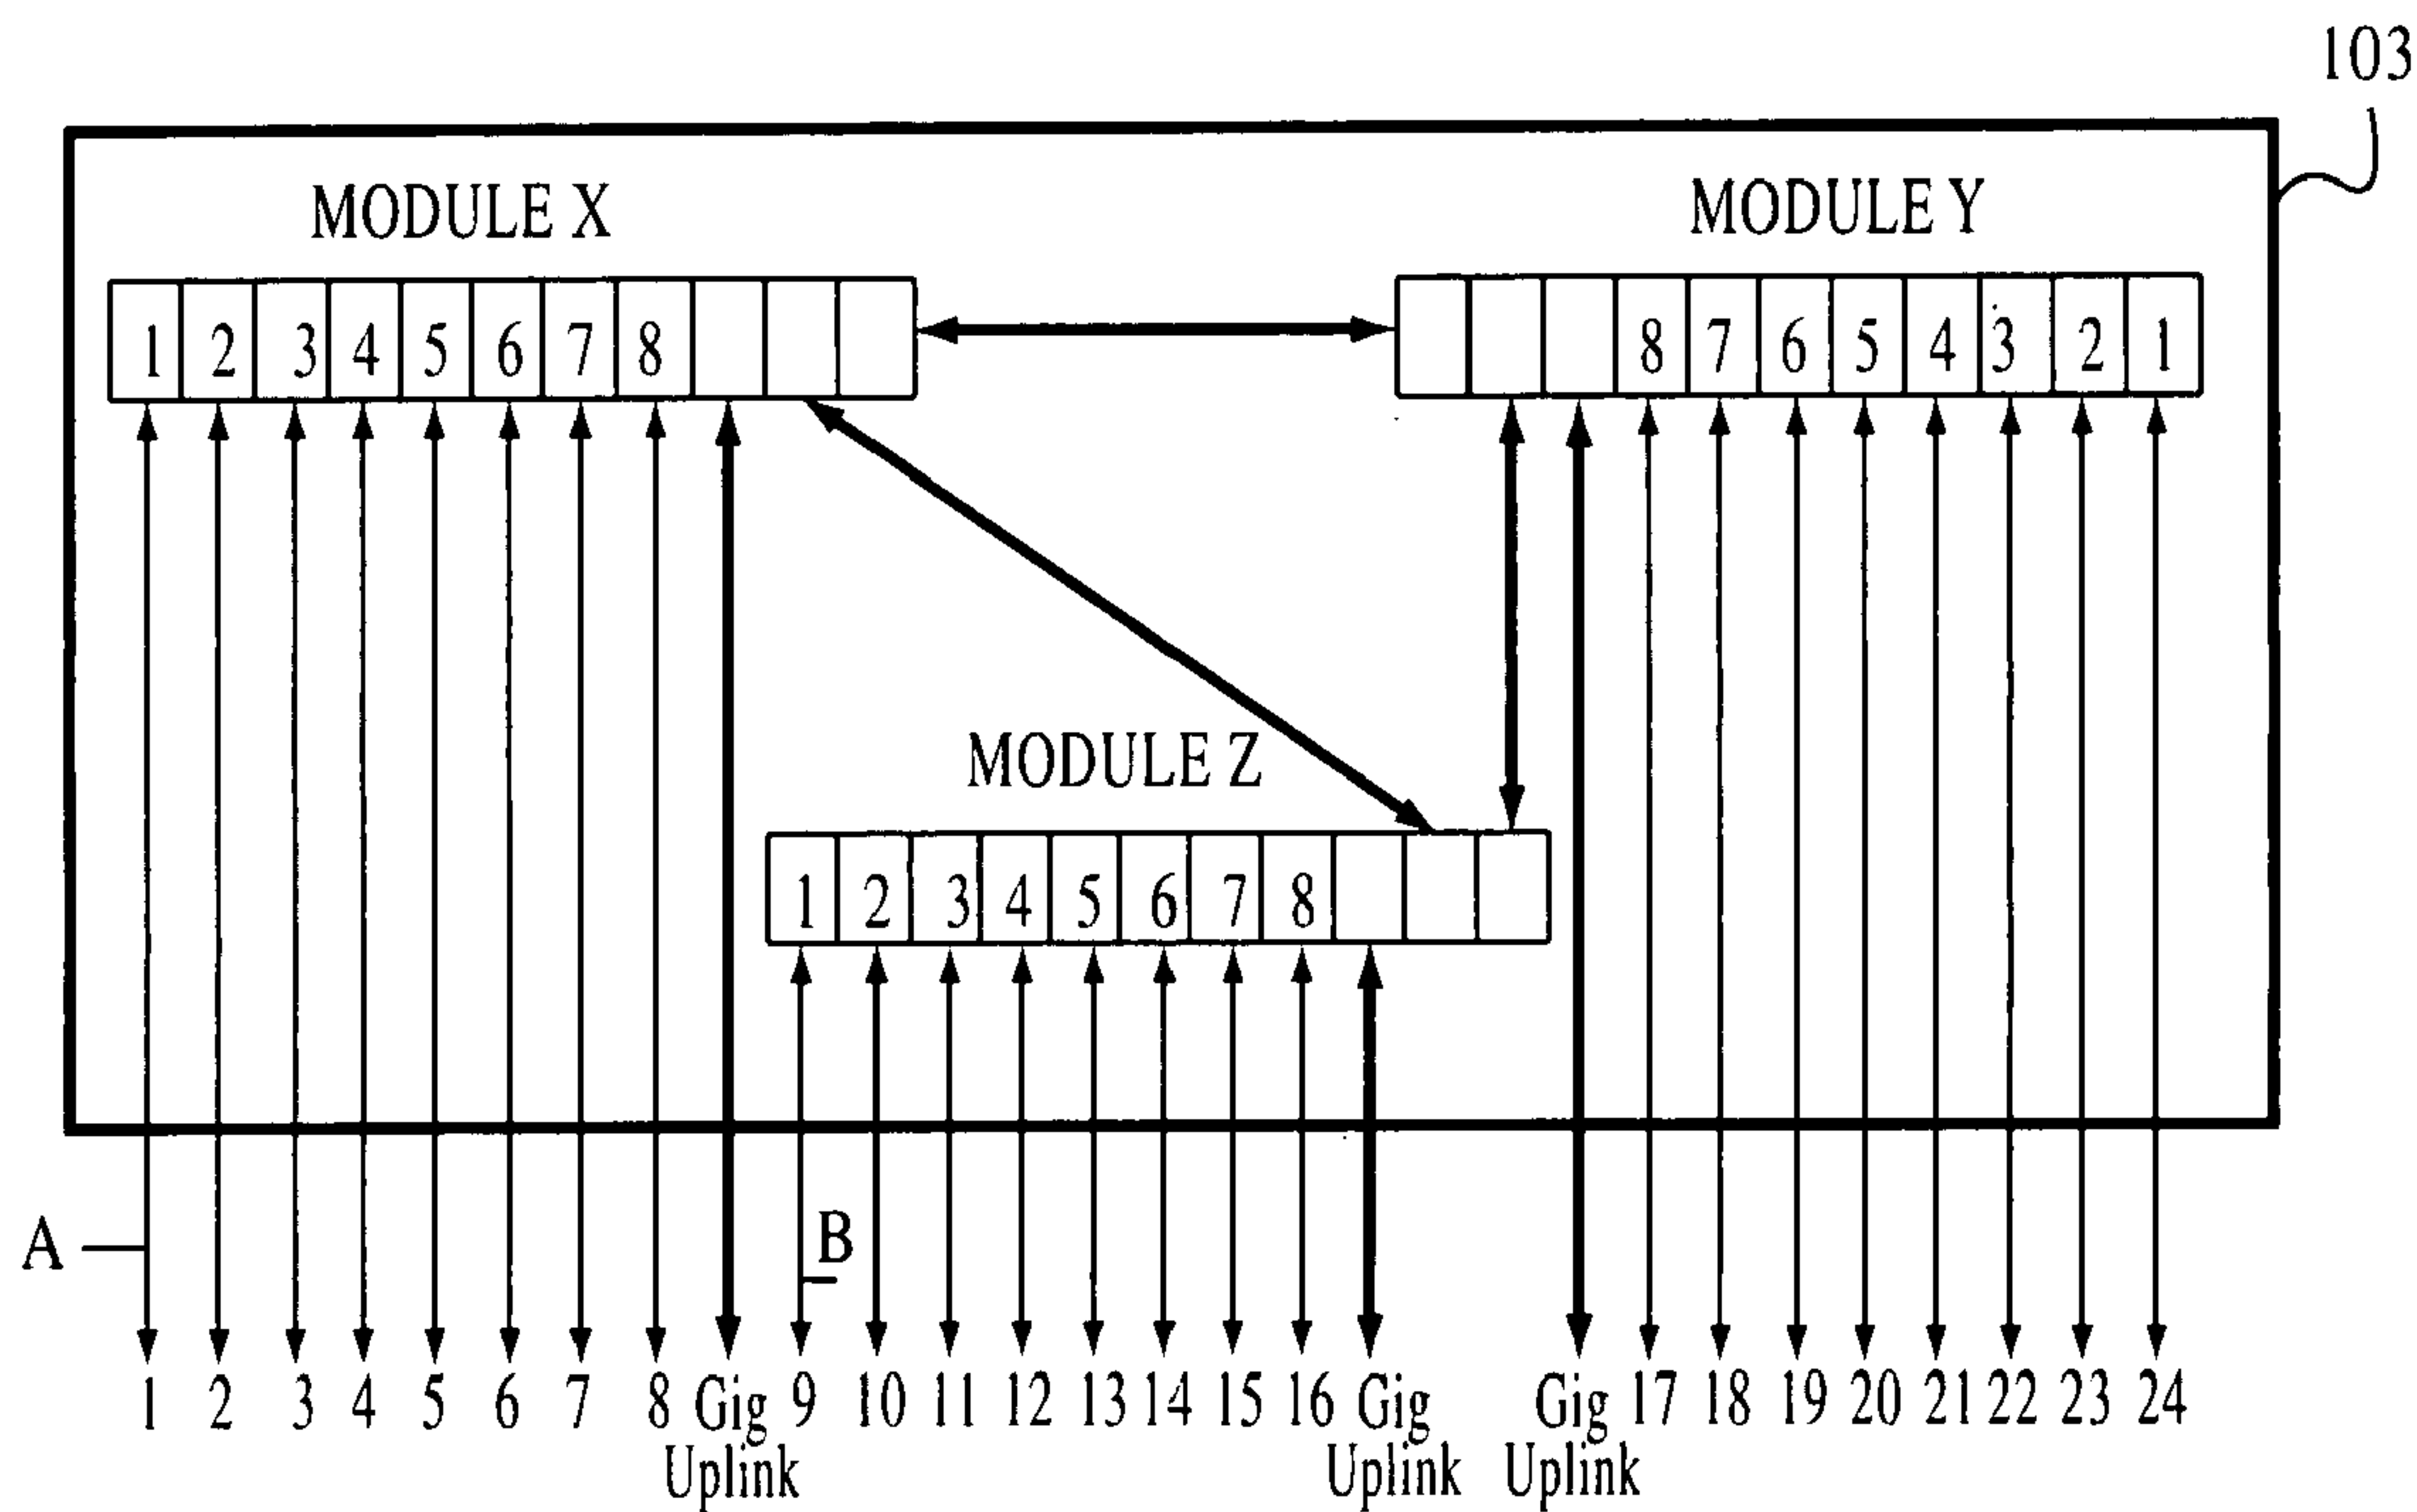 103
MODULE X
MODULE Y
1 2 3 4 5 6 7 8
8 7 6 5 4 3 2 1
MODULE Z
1 2 3 4 5 6 7 8
A
B
1 2 3 4 5 6 7 8 Gig 9 10 11 12 13 14 15 16 Gig Gig 17 18 19 20 21 22 23 24
Uplink Uplink Uplink